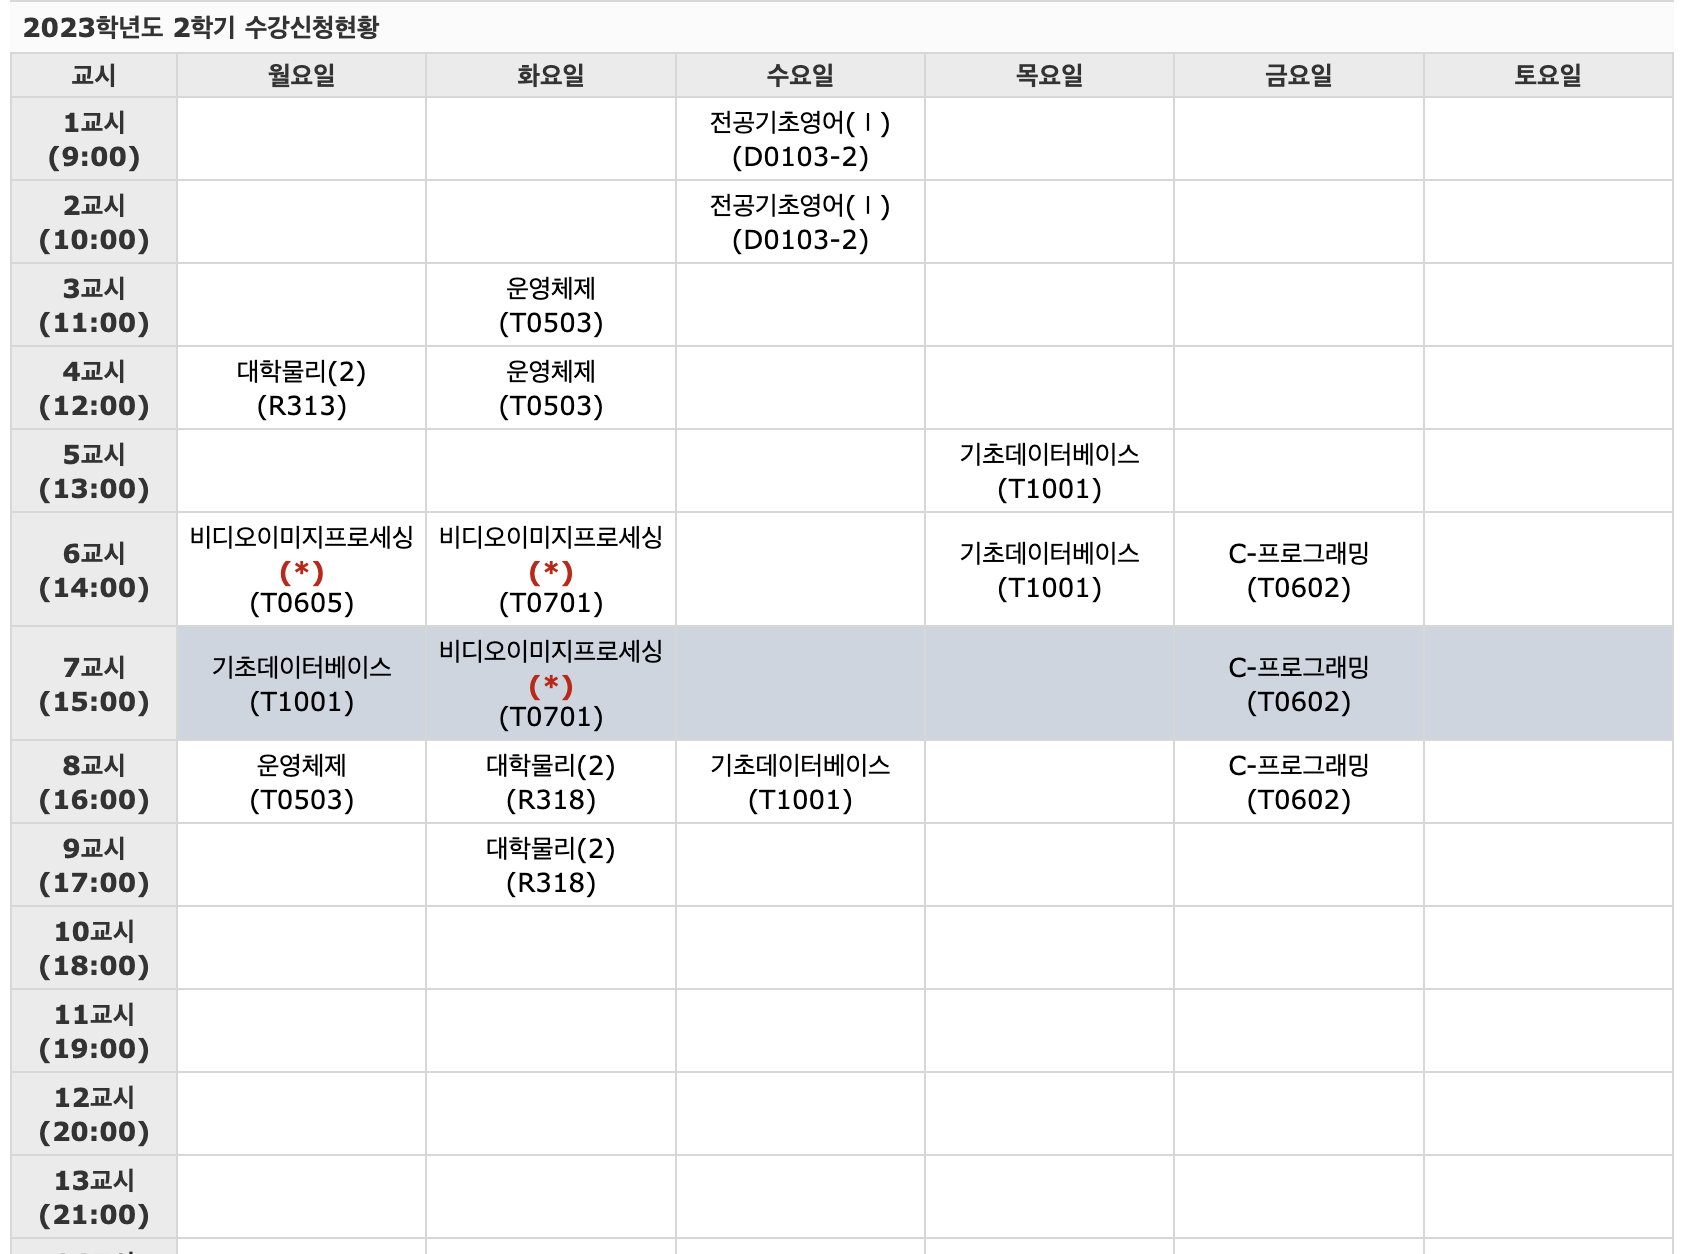 2023학년도 2학기 수강신청현황
교시 월요일 화요일 수요일 목요일 금요일 토요일
1교시
(9:00)
전공기초영어(Ⅰ)
(D0103-2)
2교시
(10:00)
전공기초영어(Ⅰ)
(D0103-2)
3교시
(11:00)
운영체제
(T0503)
4교시
(12:00)
대학물리(2)
(R313)
운영체제
(T0503)
5교시
(13:00)
기초데이터베이스
(T1001)
6교시
(14:00)
비디오이미지프로세싱
(*)
(T0605)
비디오이미지프로세싱
(*)
(T0701)
기초데이터베이스
(T1001)
C-프로그래밍
(T0602)
7교시
(15:00)
기초데이터베이스
(T1001)
비디오이미지프로세싱
(*)
(T0701)
C-프로그래밍
(T0602)
8교시
(16:00)
운영체제
(T0503)
대학물리(2)
(R318)
기초데이터베이스
(T1001)
C-프로그래밍
(T0602)
9교시
(17:00)
대학물리(2)
(R318)
10교시
(18:00)
11교시
(19:00)
12교시
(20:00)
13교시
(21:00)